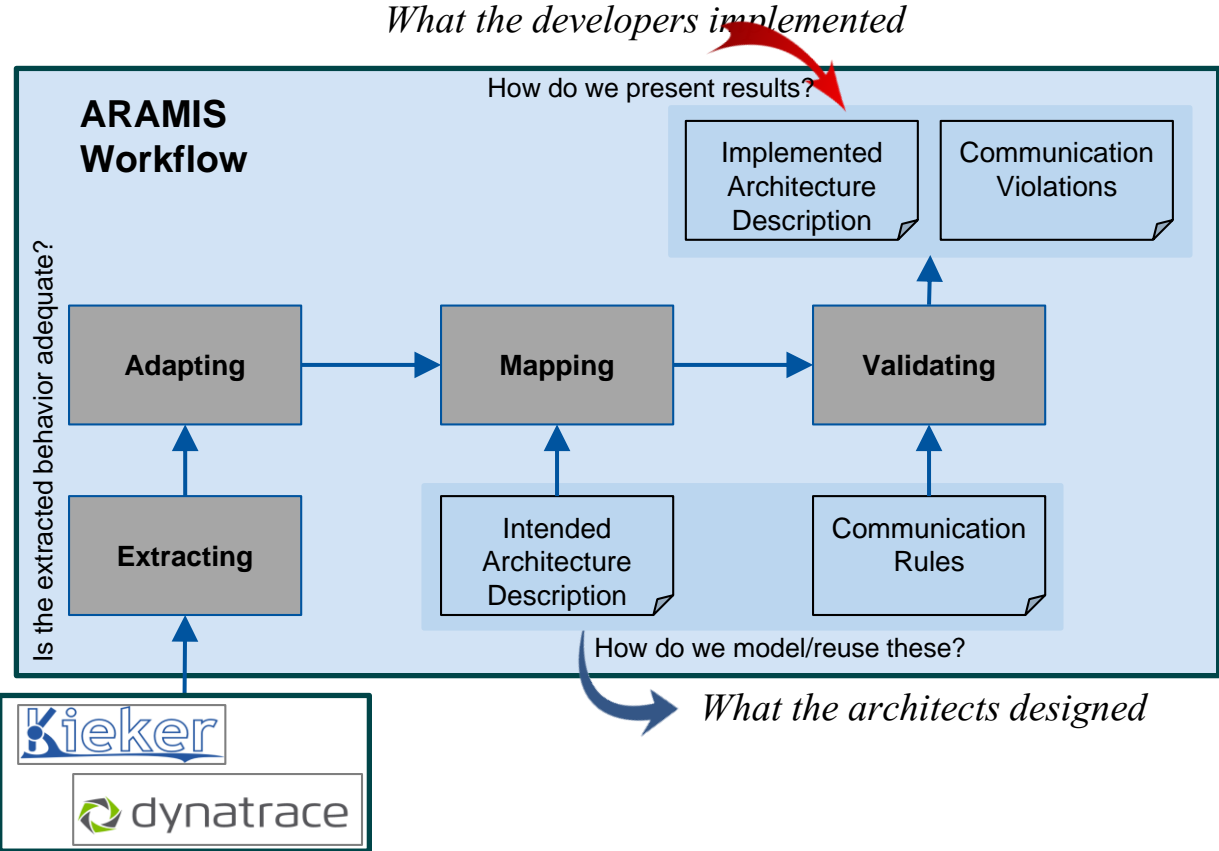 What the developers implemented
How do we present results?
ARAMIS
Workflow
Implemented
Architecture
Description
Communication
Violations
Is the extracted behavior adequate?
Adapting
Mapping
Validating
Extracting
Intended
Architecture
Description
Communication
Rules
How do we model/reuse these?
What the architects designed
Kieker
dynatrace